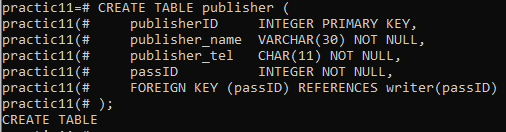 practic11=# CREATE TABLE publisher (
practic11(#     publisherID     INTEGER PRIMARY KEY,
practic11(#     publisher_name  VARCHAR(30) NOT NULL,
practic11(#     publisher_tel   CHAR(11) NOT NULL,
practic11(#     passID          INTEGER NOT NULL,
practic11(#     FOREIGN KEY (passID) REFERENCES writer(passID)
practic11(# );
CREATE TABLE